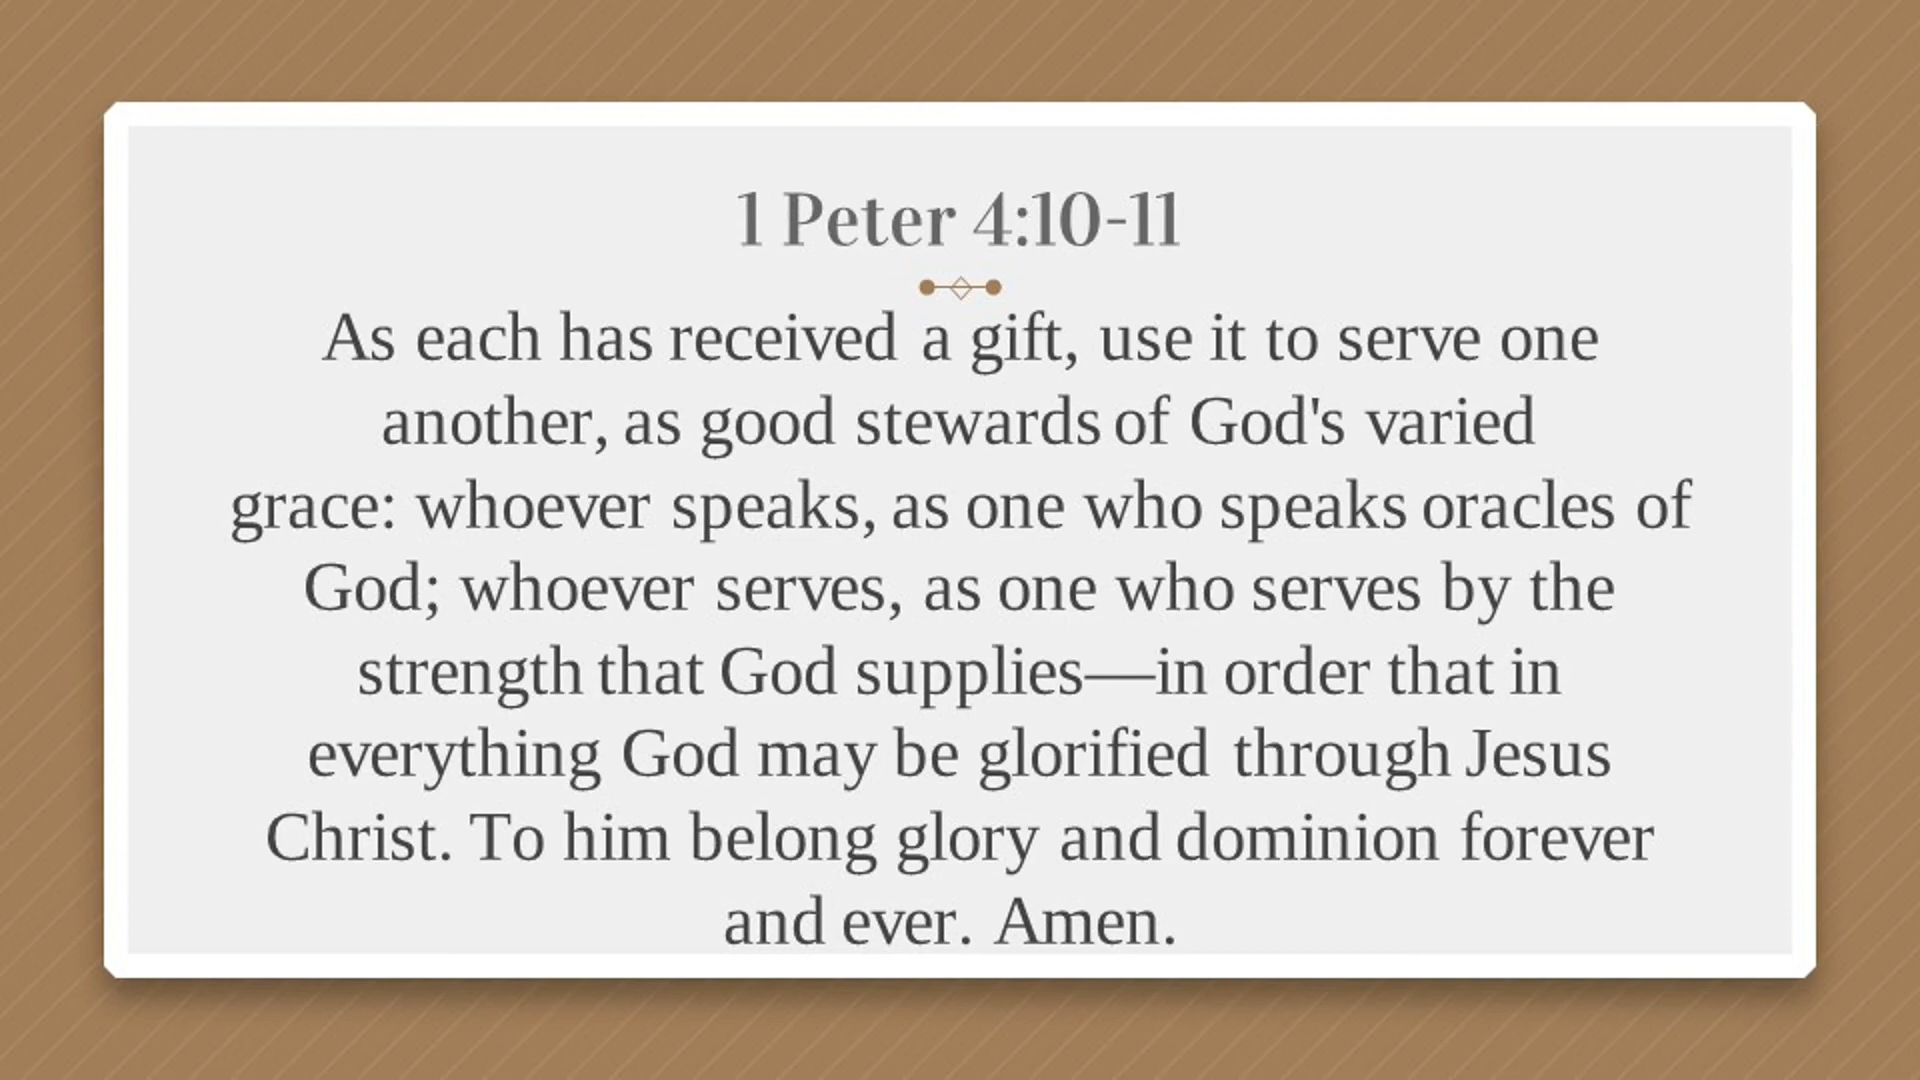 1 Peter 4:10-11
As each has received a gift, use it to serve one
another, as good stewards of God's varied
grace: whoever speaks, as one who speaks oracles of
God; whoever serves, as one who serves by the
strength that God supplies—in order that in
everything God may be glorified through Jesus
Christ. To him belong glory and dominion forever
and ever. Amen.